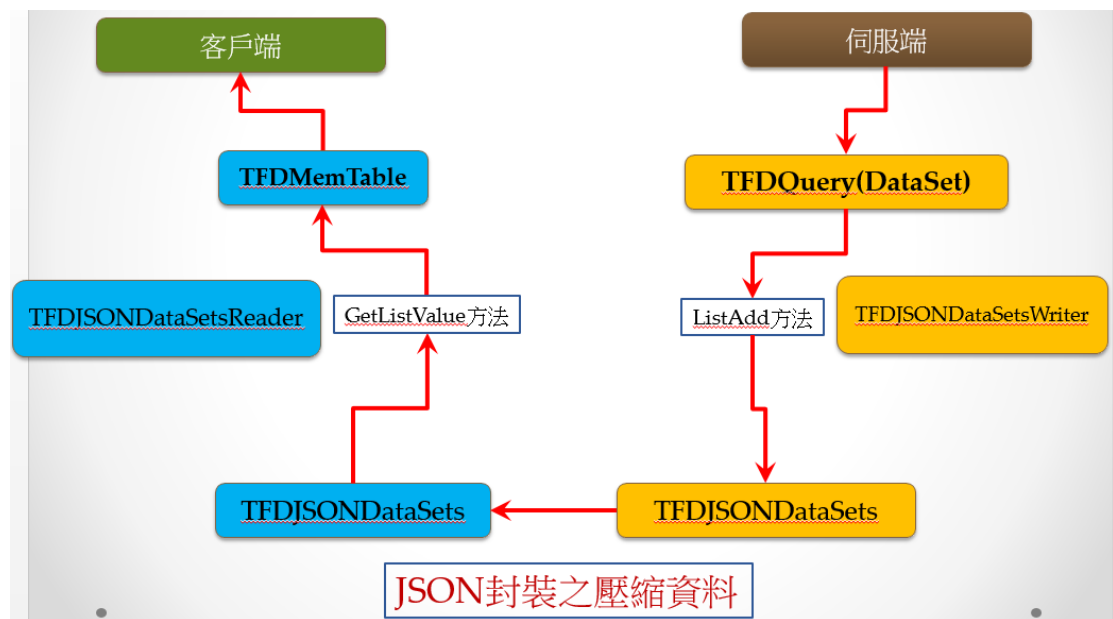 客戶端
伺服端
TFDMemTable
TFDQuery(DataSet)
TFDJSONDataSetsReader
GetListValue方法
ListAdd方法
TFDJSONDataSetsWriter
TFDJSONDataSets
TFDJSONDataSets
JSON封裝之壓縮資料